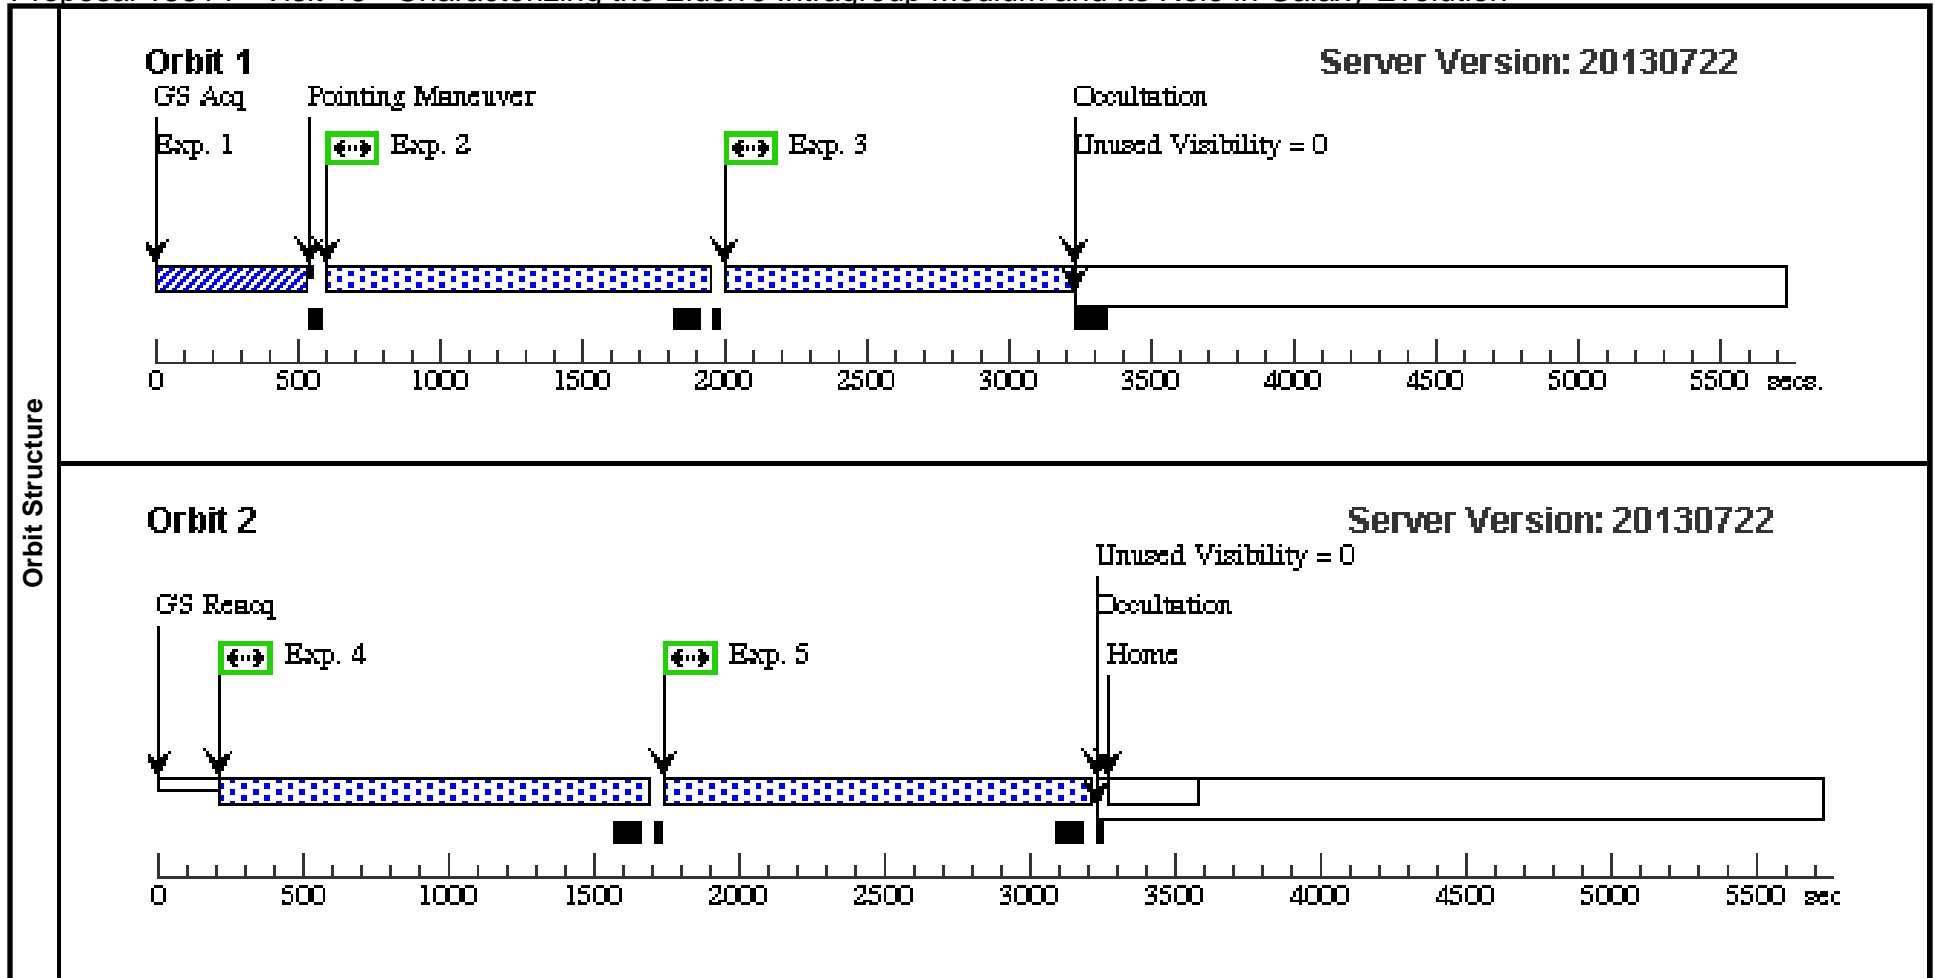 Orbit Structure
Orbit 1
Server Version: 20130722
GS Acq
Pointing Maneuver
Occultation
Exp. 1
Exp. 2
Exp. 3
Unused Visibility = 0
0 500 1000 1500 2000 2500 3000 3500 4000 4500 5000 5500 secs.
Orbit 2
Server Version: 20130722
Unused Visibility = 0
GS Reacq
Occultation
Exp. 4
Exp. 5
Home
0 500 1000 1500 2000 2500 3000 3500 4000 4500 5000 5500 sec